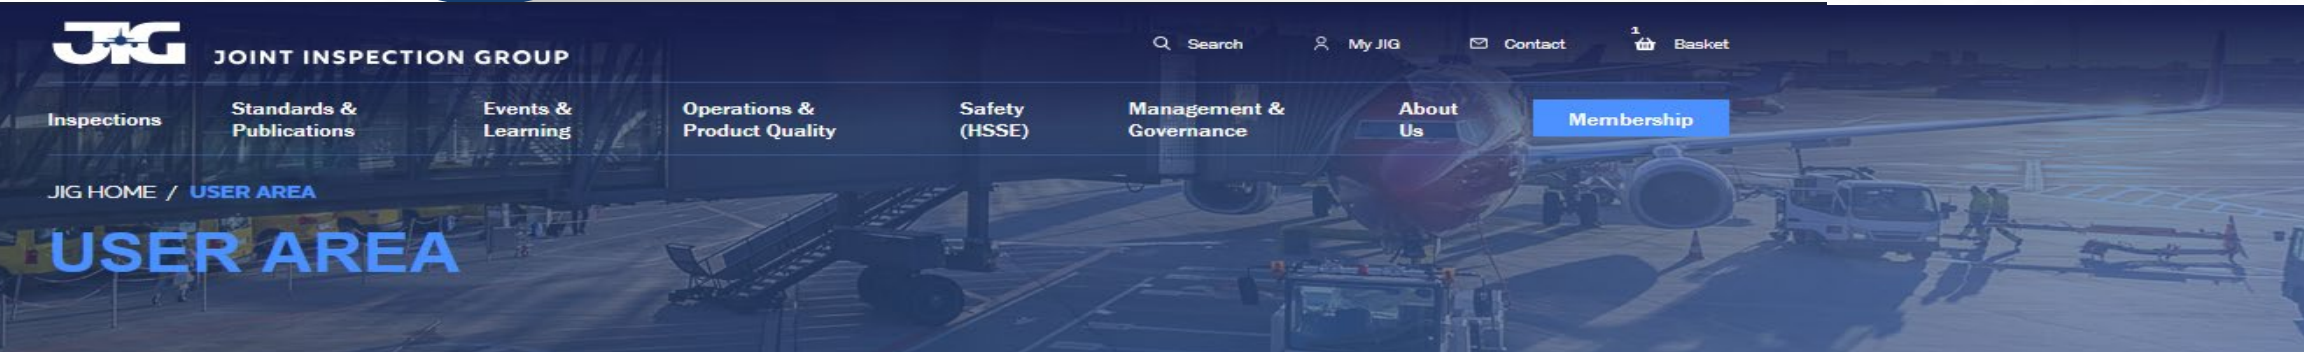 JIG JOINT INSPECTION GROUP
Search My JIG Contact 1 Basket
Inspections
Standards &
Publications
Events &
Learning
Operations &
Product Quality
Safety
(HSSE)
Management &
Governance
About
Us
Membership
JIG HOME / USER AREA
USER AREA